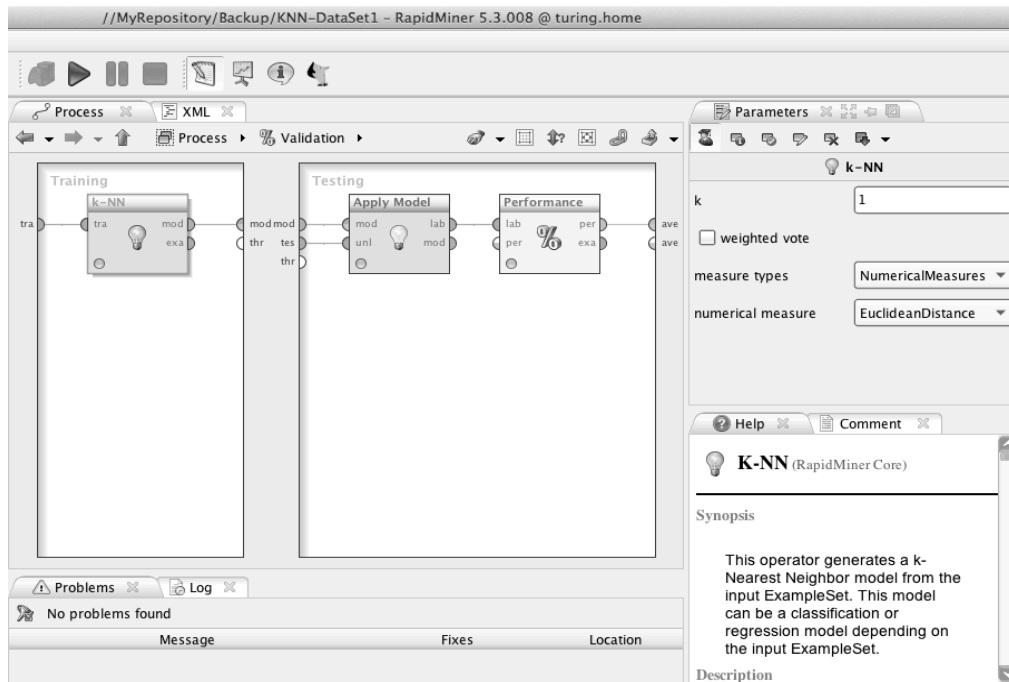 //MyRepository/Backup/KNN-DataSet1 – RapidMiner 5.3.008 @ turing.home
Process
XML
Process
Validation
Training
k-NN
tra
tra
mod
exa
mod
thr
Testing
mod
tes
thr
Apply Model
mod
unl
lab
mod
Performance
lab
per
per
exa
ave
ave
Problems
Log
No problems found
Message Fixes Location
Parameters
k-NN
k 1
weighted vote
measure types NumericalMeasures
numerical measure EuclideanDistance
Help
Comment
K-NN (RapidMiner Core)
Synopsis
This operator generates a k-
Nearest Neighbor model from the
input ExampleSet. This model
can be a classification or
regression model depending on
the input ExampleSet.
Description